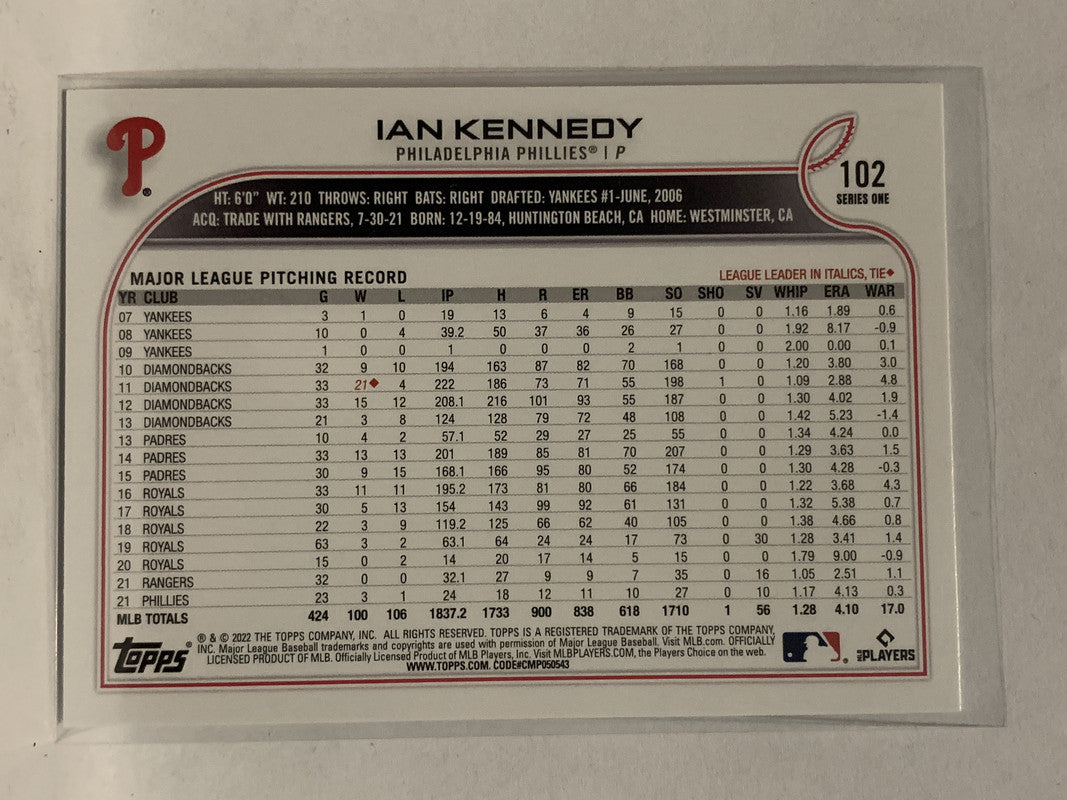 P®
IAN KENNEDY
PHILADELPHIA PHILLIES® | P
102
SERIES ONE
HT: 6'0" WT: 210 THROWS: RIGHT BATS: RIGHT DRAFTED: YANKEES #1-JUNE, 2006
ACQ: TRADE WITH RANGERS, 7-30-21 BORN: 12-19-84, HUNTINGTON BEACH, CA HOME: WESTMINSTER, CA
MAJOR LEAGUE PITCHING RECORD LEAGUE LEADER IN ITALICS, TIE◆
YR CLUB G W L IP H R ER BB SO SHO SV WHIP ERA WAR
07 YANKEES 3 1 0 19 13 6 4 9 15 0 0 1.16 1.89 0.6
08 YANKEES 10 0 4 39.2 50 37 36 26 27 0 0 1.92 8.17 -0.9
09 YANKEES 1 0 0 1 0 0 0 2 1 0 0 2.00 0.00 0.1
10 DIAMONDBACKS 32 9 10 194 163 87 82 70 168 0 0 1.20 3.80 3.0
11 DIAMONDBACKS 33 21◆ 4 222 186 73 71 55 198 1 0 1.09 2.88 4.8
12 DIAMONDBACKS 33 15 12 208.1 216 101 93 55 187 0 0 1.30 4.02 1.9
13 DIAMONDBACKS 21 3 8 124 128 79 72 48 108 0 0 1.42 5.23 -1.4
13 PADRES 10 4 2 57.1 52 29 27 25 55 0 0 1.34 4.24 0.0
14 PADRES 33 13 13 201 189 85 81 70 207 0 0 1.29 3.63 1.5
15 PADRES 30 9 15 168.1 166 95 80 52 174 0 0 1.30 4.28 -0.3
16 ROYALS 33 11 11 195.2 173 81 80 66 184 0 0 1.22 3.68 4.3
17 ROYALS 30 5 13 154 143 99 92 61 131 0 0 1.32 5.38 0.7
18 ROYALS 22 3 9 119.2 125 66 62 40 105 0 0 1.38 4.66 0.8
19 ROYALS 63 3 2 63.1 64 24 24 17 73 0 30 1.28 3.41 1.4
20 ROYALS 15 0 2 14 20 17 14 5 15 0 0 1.79 9.00 -0.9
21 RANGERS 32 0 0 32.1 27 9 9 7 35 0 16 1.05 2.51 1.1
21 PHILLIES 23 3 1 24 18 12 11 10 27 0 10 1.17 4.13 0.3
MLB TOTALS 424 100 106 1837.2 1733 900 838 618 1710 1 56 1.28 4.10 17.0
TOPPS®
® & © 2022 THE TOPPS COMPANY, INC. ALL RIGHTS RESERVED. TOPPS IS A REGISTERED TRADEMARK OF THE TOPPS COMPANY,
INC. Major League Baseball trademarks and copyrights are used with permission of Major League Baseball. Visit MLB.com. OFFICIALLY
LICENSED PRODUCT OF MLB. Officially Licensed Product of MLB Players, Inc. Visit MLBPLAYERS.COM, the Players Choice on the web.
WWW.TOPPS.COM. CODE#CMP050543
MLBPLAYERS